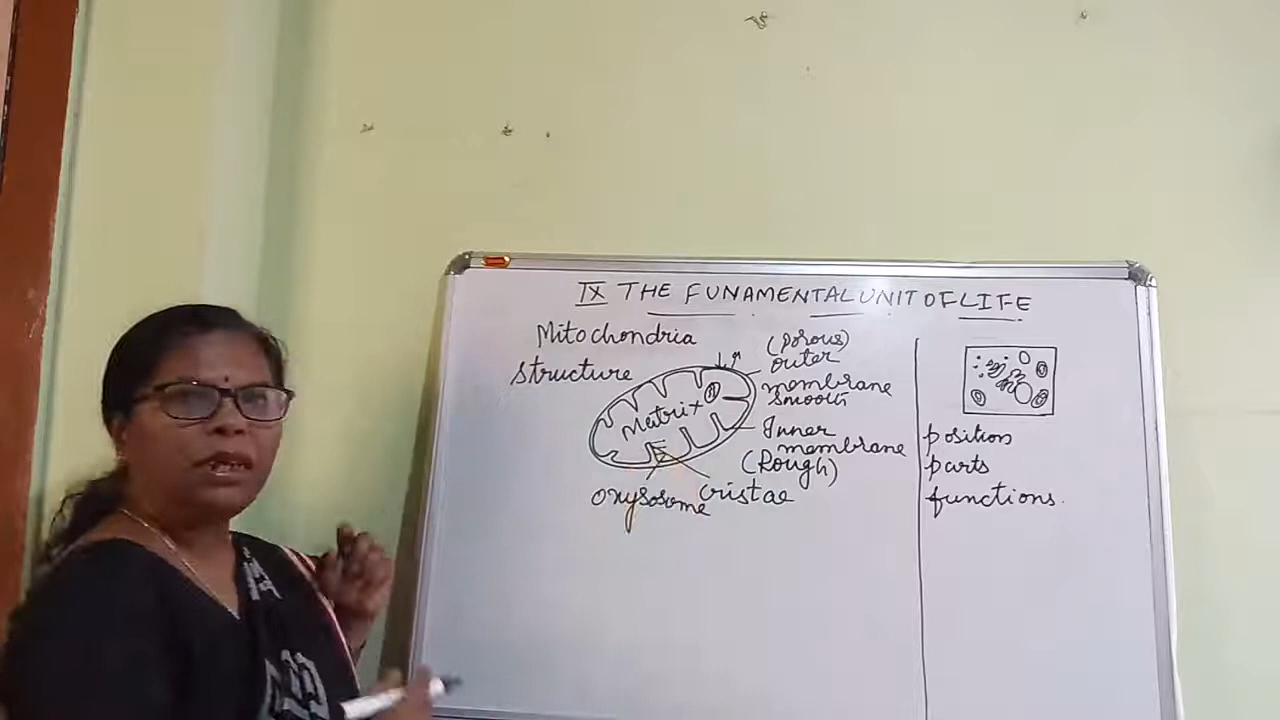 IX THE FUNAMENTAL UNIT OF LIFE
Mitochondria
structure
(porous)
outer
membrane
smooth
Matrix
Inner
membrane
(Rough)
oxysosome
cristae
position
parts
functions.